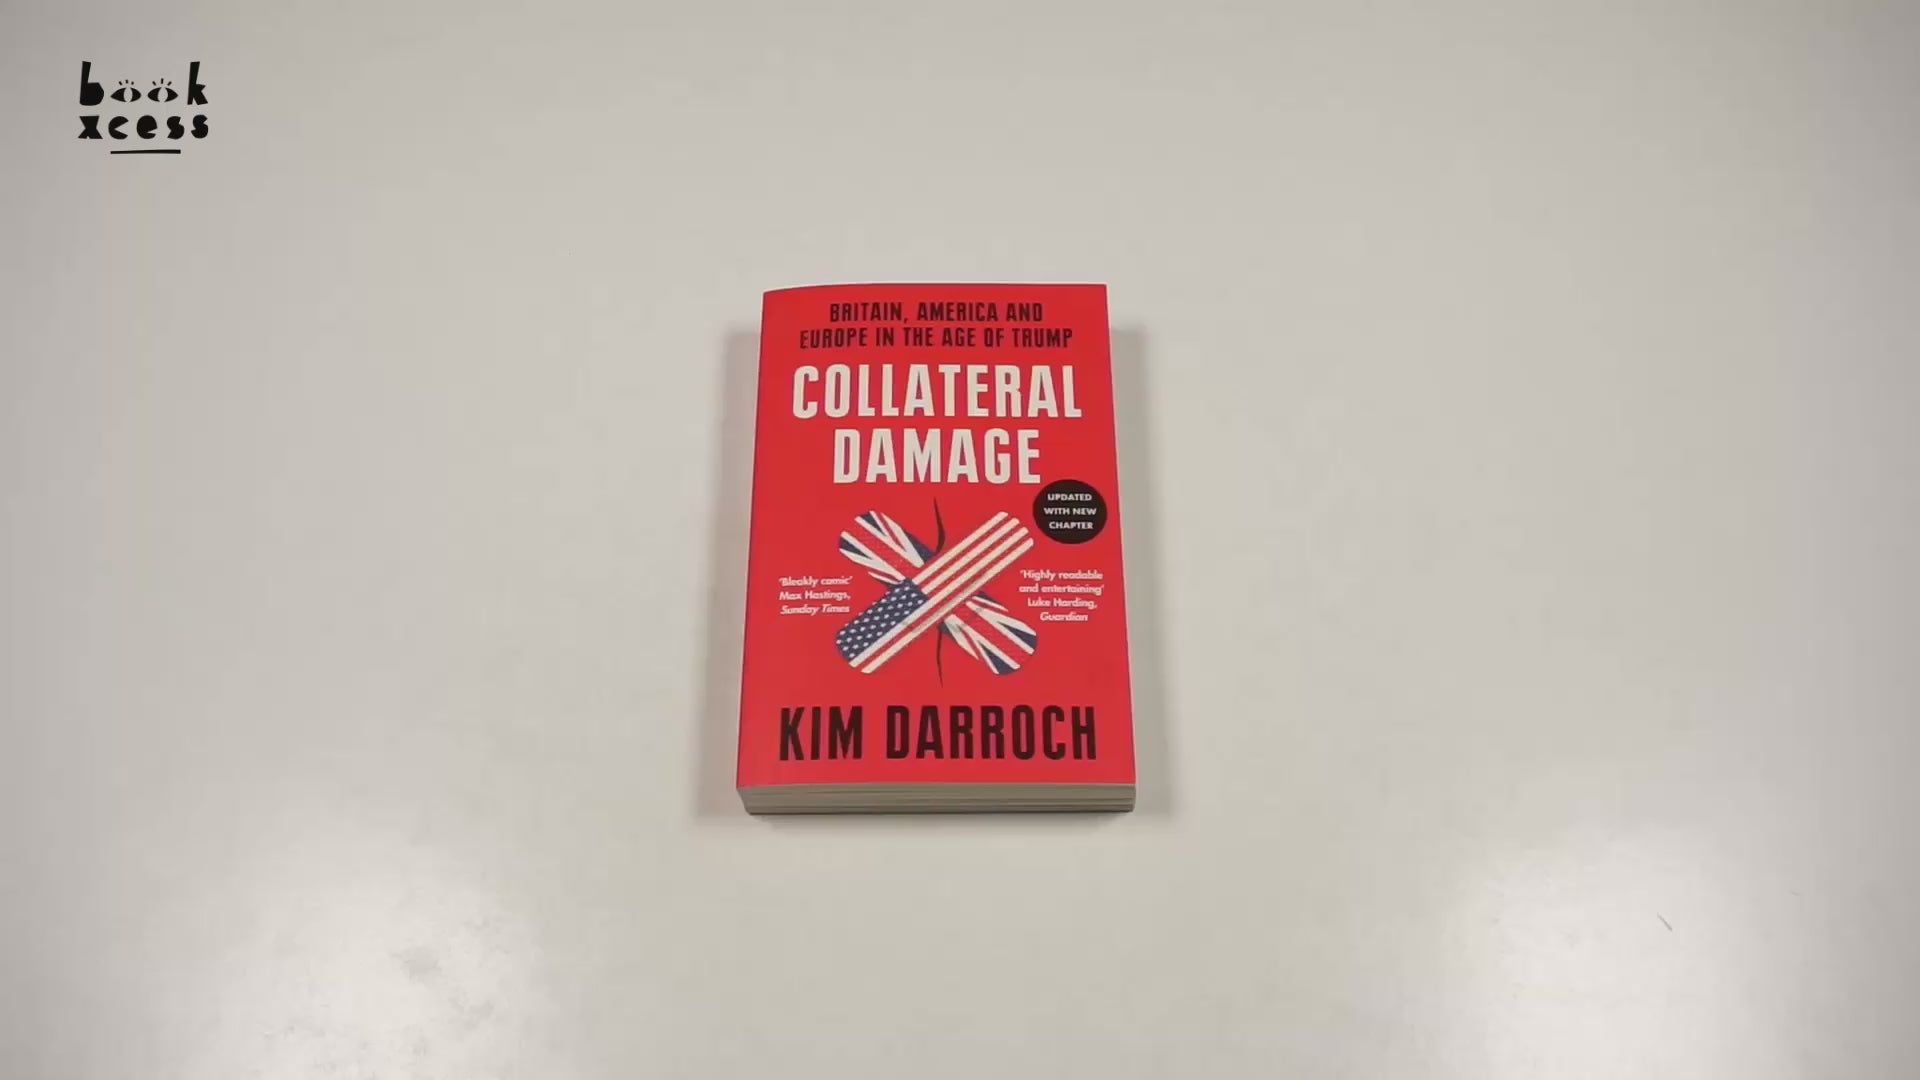 book
xcess
BRITAIN, AMERICA AND
EUROPE IN THE AGE OF TRUMP
COLLATERAL
DAMAGE
UPDATED
WITH NEW
CHAPTER
'Bleakly comic'
Max Hastings,
Sunday Times
'Highly readable
and entertaining'
Luke Harding,
Guardian
KIM DARROCH